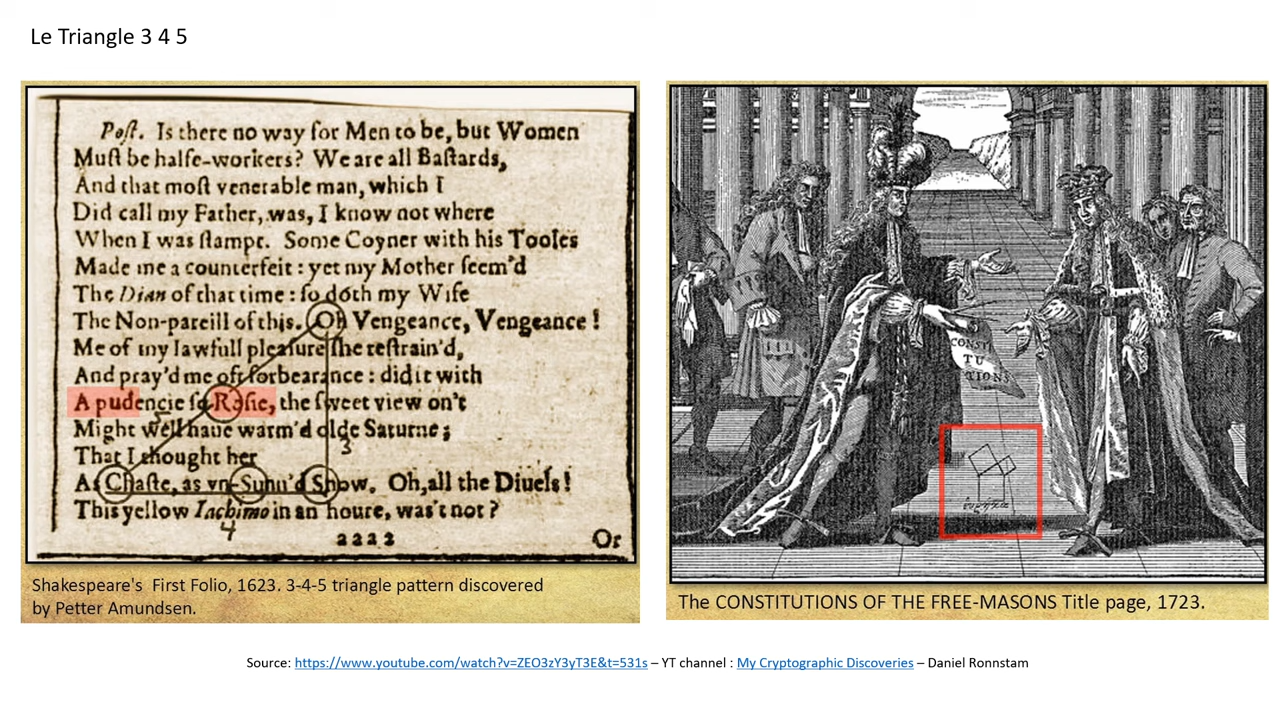 Le Triangle 3 4 5
Poſt. Is there no way for Men to be, but Women
Muſt be halfe-workers? We are all Baſtards,
And that moſt venerable man, which I
Did call my Father, was, I know not where
When I was ſtampt. Some Coyner with his Tooles
Made me a counterfeit : yet my Mother ſeem'd
The Dian of that time : ſo doth my Wife
The Non-pareill of this. Oh Vengeance, Vengeance !
Me of my lawfull pleaſure ſhe reſtrain'd,
And pray'd me oft forbearance : did it with
A pudencie ſo Roſie, the ſweet view on't
Might well haue warm'd olde Saturne ;
5
That I thought her
3
As Chaſte, as vn-Sunn'd Snow. Oh, all the Diuels !
This yellow Iachimo in an houre, was't not ?
4
aaa3
Or
Shakespeare's First Folio, 1623. 3-4-5 triangle pattern discovered
by Petter Amundsen.
CONSTI
TU
TIONS
The CONSTITUTIONS OF THE FREE-MASONS Title page, 1723.
Source: https://www.youtube.com/watch?v=ZEO3zY3yT3E&t=531s – YT channel : My Cryptographic Discoveries – Daniel Ronnstam